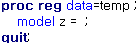 proc reg data=temp ;
model z = ;
quit